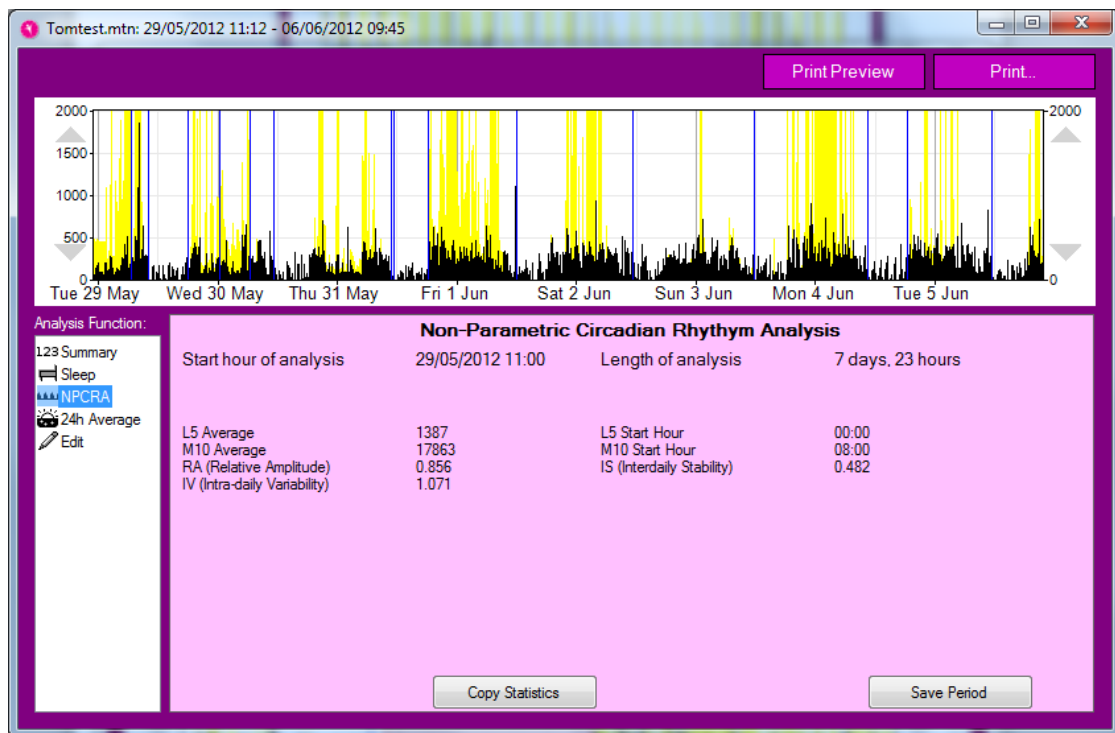 Tomtest.mtn: 29/05/2012 11:12 - 06/06/2012 09:45
Print Preview Print...
2000 2000
1500
1000
500
0 0
Tue 29 May Wed 30 May Thu 31 May Fri 1 Jun Sat 2 Jun Sun 3 Jun Mon 4 Jun Tue 5 Jun
Analysis Function:
123 Summary
Sleep
NPCRA
24h Average
Edit
Non-Parametric Circadian Rhythym Analysis
Start hour of analysis 29/05/2012 11:00 Length of analysis 7 days, 23 hours
L5 Average 1387 L5 Start Hour 00:00
M10 Average 17863 M10 Start Hour 08:00
RA (Relative Amplitude) 0.856 IS (Interdaily Stability) 0.482
IV (Intra-daily Variability) 1.071
Copy Statistics Save Period